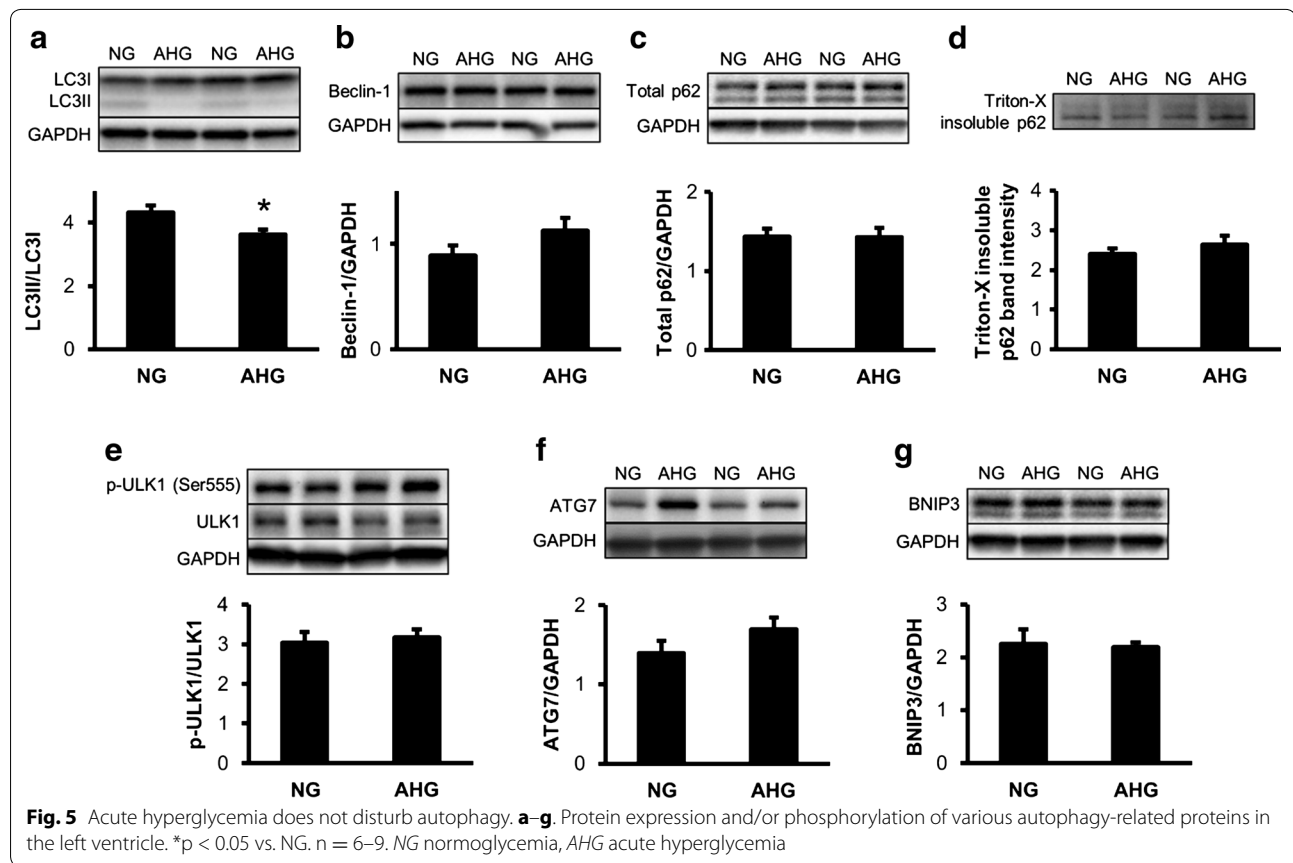 a
NG AHG NG AHG
LC3I
LC3II
GAPDH
LC3II/LC3I
4
2
0
*
NG AHG
b
NG AHG NG AHG
Beclin-1
GAPDH
Beclin-1/GAPDH
1
0
NG AHG
c
NG AHG NG AHG
Total p62
GAPDH
Total p62/GAPDH
2
1
0
NG AHG
d
NG AHG NG AHG
Triton-X
insoluble p62
Triton-X insoluble
p62 band intensity
4
3
2
1
0
NG AHG
e
p-ULK1 (Ser555)
ULK1
GAPDH
p-ULK1/ULK1
4
3
2
1
0
NG AHG
f
NG AHG NG AHG
ATG7
GAPDH
ATG7/GAPDH
2
1
0
NG AHG
g
NG AHG NG AHG
BNIP3
GAPDH
BNIP3/GAPDH
3
2
1
0
NG AHG
Fig. 5 Acute hyperglycemia does not disturb autophagy. a–g. Protein expression and/or phosphorylation of various autophagy-related proteins in
the left ventricle. *p < 0.05 vs. NG. n = 6–9. NG normoglycemia, AHG acute hyperglycemia